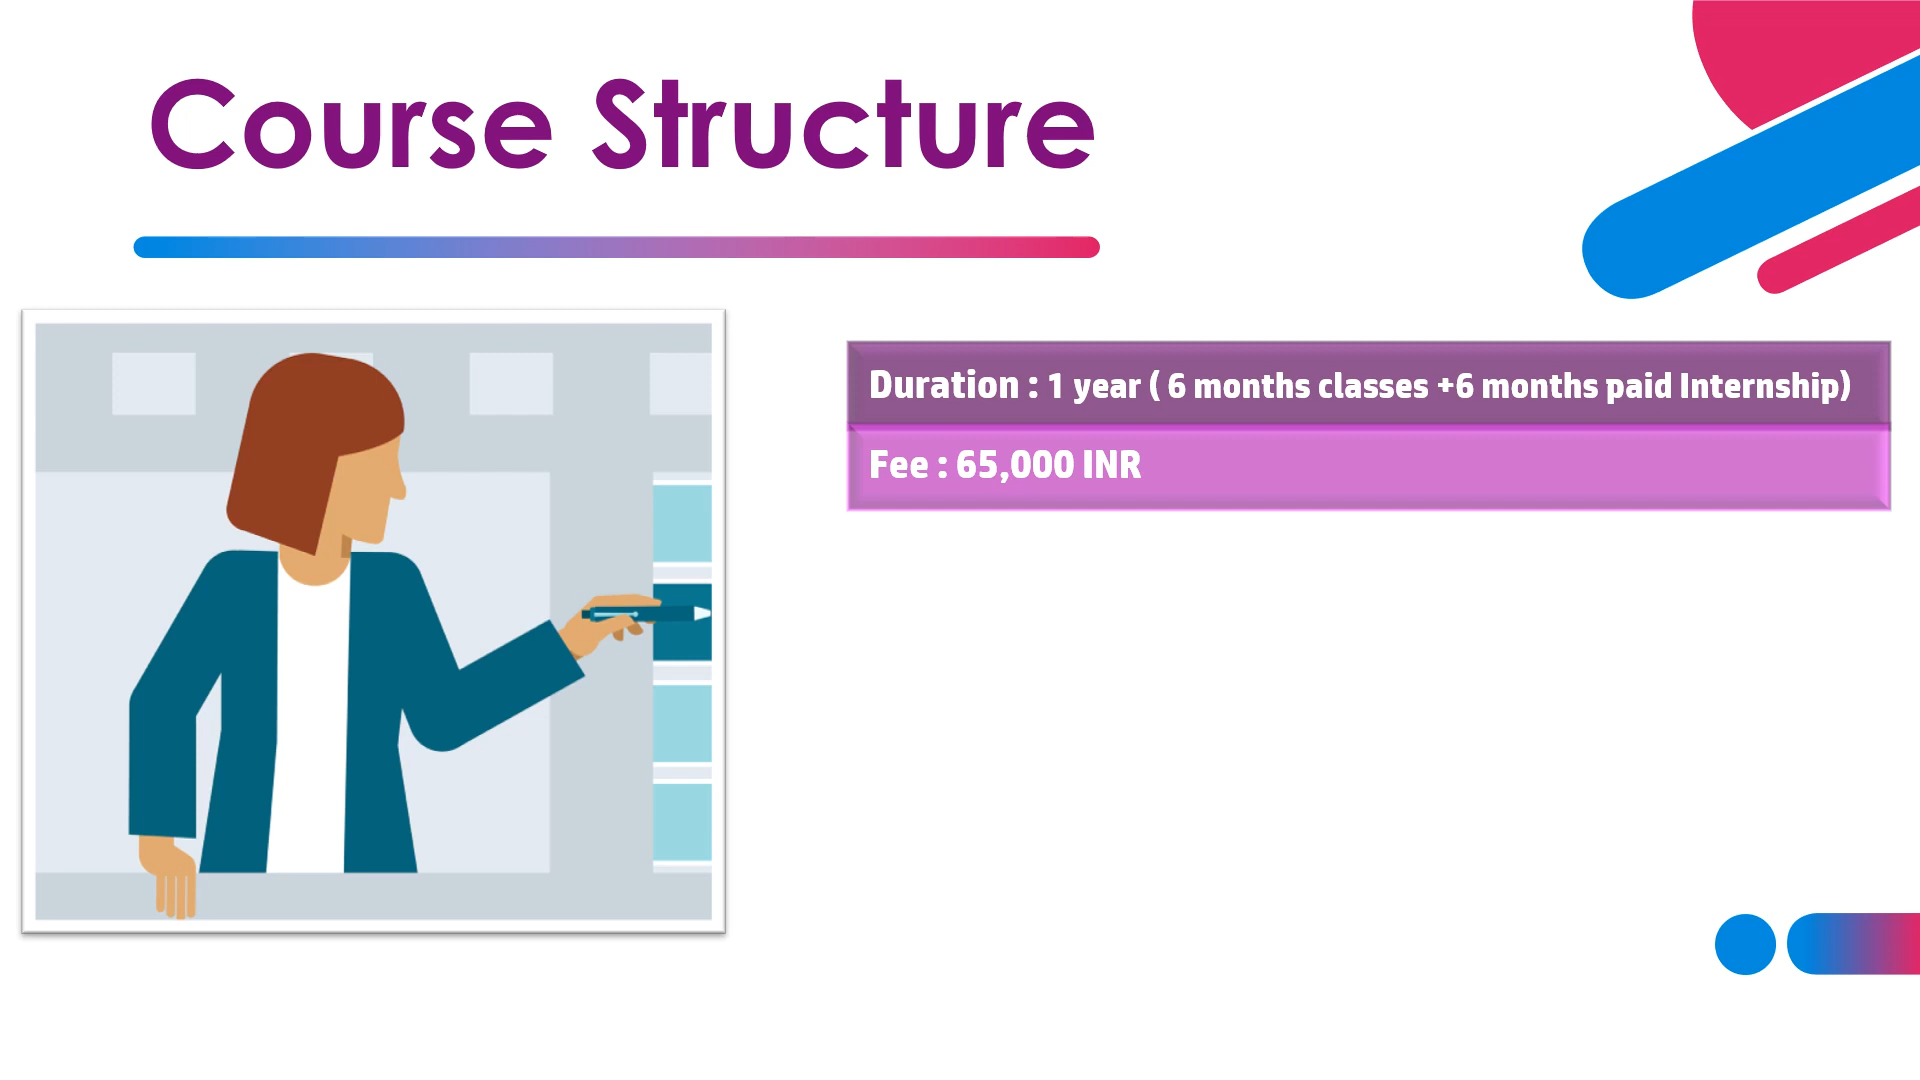 Course Structure
Duration : 1 year ( 6 months classes +6 months paid Internship)
Fee : 65,000 INR